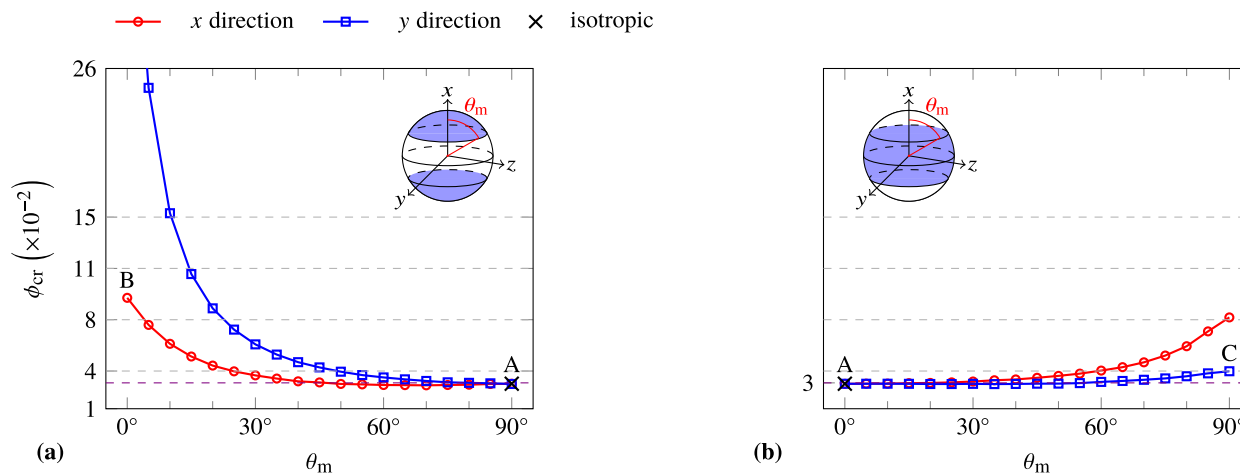 x direction y direction isotropic
26
15
11
8
4
1
ϕcr (×10−2)
B
A
x
θm
y
z
0° 30° 60° 90°
(a) θm
3
A
C
x
θm
y
z
0° 30° 60° 90°
(b) θm